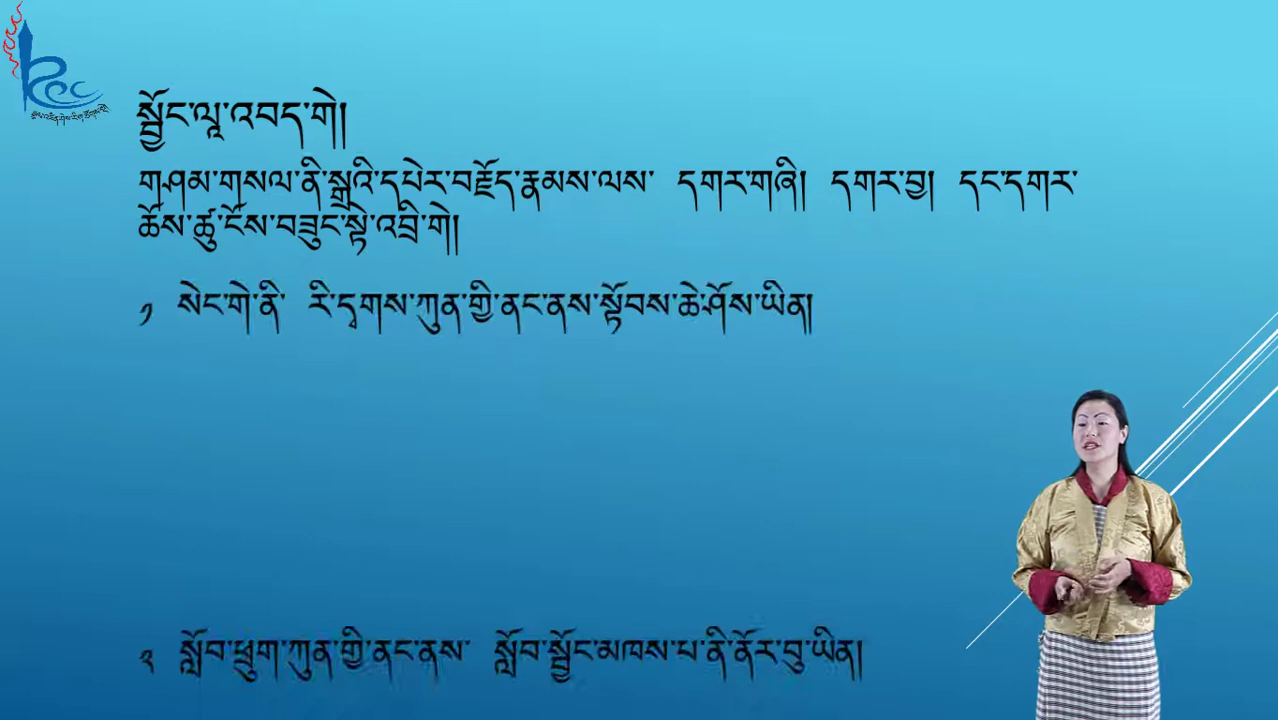 སྦྱོང་ལཱ་འབད་གེ།
གཤམ་གསལ་ནི་སྒྲའི་དཔེར་བརྗོད་རྣམས་ལས་ དགར་གཞི། དགར་བྱ། དང་དགར་
ཆོས་ཚུ་ངོས་བཟུང་སྟེ་འབྲི་གེ།
༡ སེང་གེ་ནི་ རི་དྭགས་ཀུན་གྱི་ནང་ནས་སྟོབས་ཆེ་ཤོས་ཡིན།
༢ སློབ་ཕྲུག་ཀུན་གྱི་ནང་ནས་ སློབ་སྦྱོང་མཁས་པ་ནི་ནོར་བུ་ཡིན།